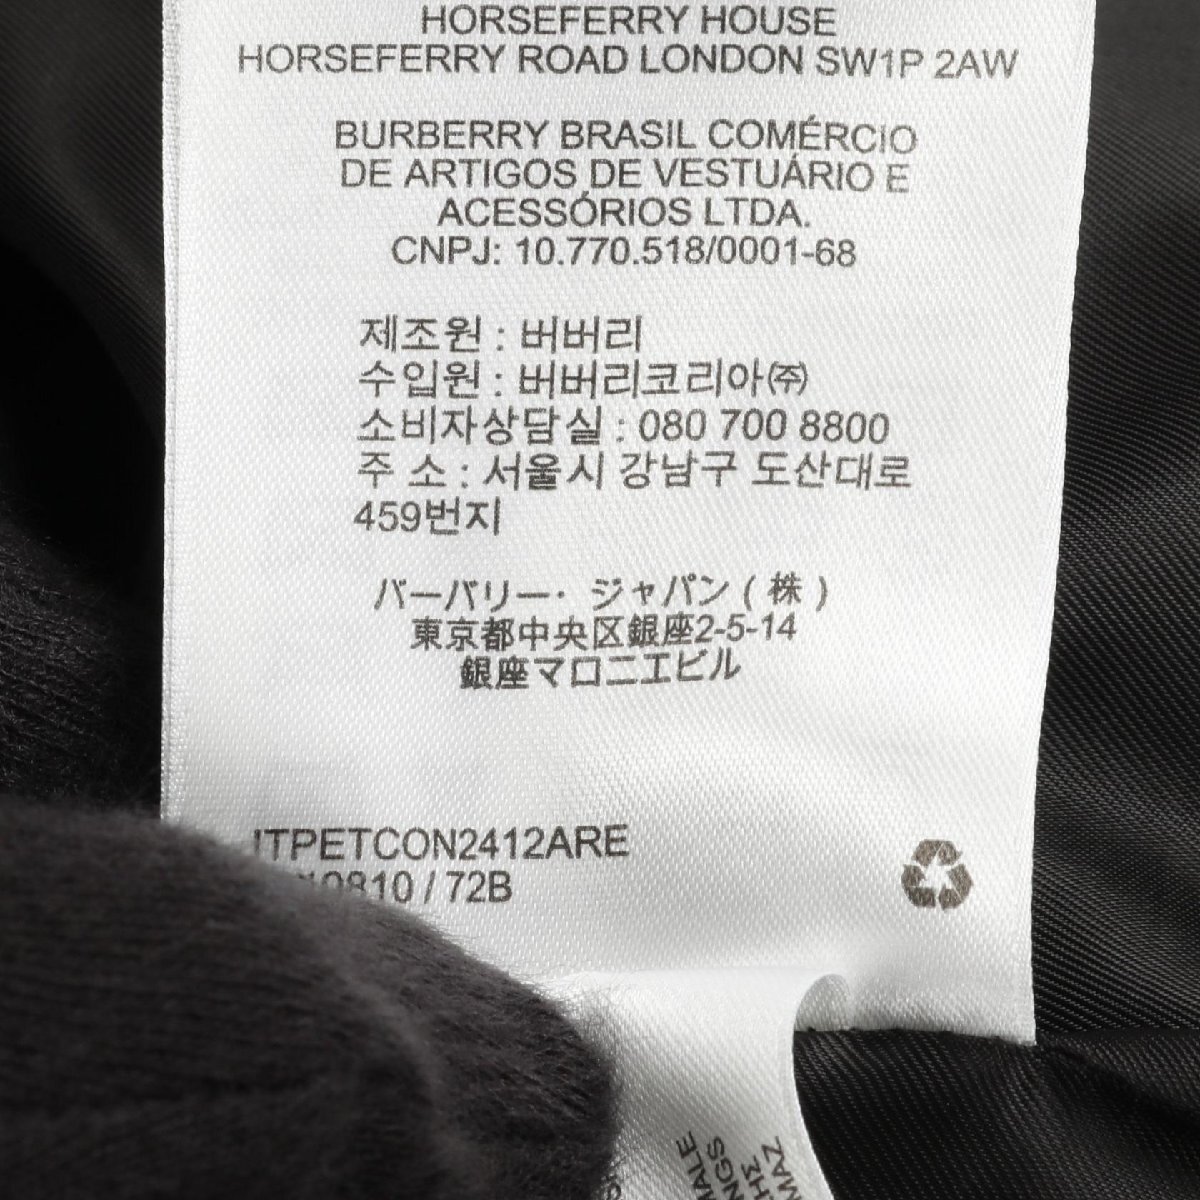 HORSEFERRY HOUSE
HORSEFERRY ROAD LONDON SW1P 2AW
BURBERRY BRASIL COMÉRCIO
DE ARTIGOS DE VESTUÁRIO E
ACESSÓRIOS LTDA.
CNPJ: 10.770.518/0001-68
제조원 : 버버리
수입원 : 버버리코리아㈜
소비자상담실 : 080 700 8800
주 소 : 서울시 강남구 도산대로
459번지
バーバリー・ジャパン ( 株 )
東京都中央区銀座2-5-14
銀座マロニエビル
ITPETCON2412ARE
/ 72B